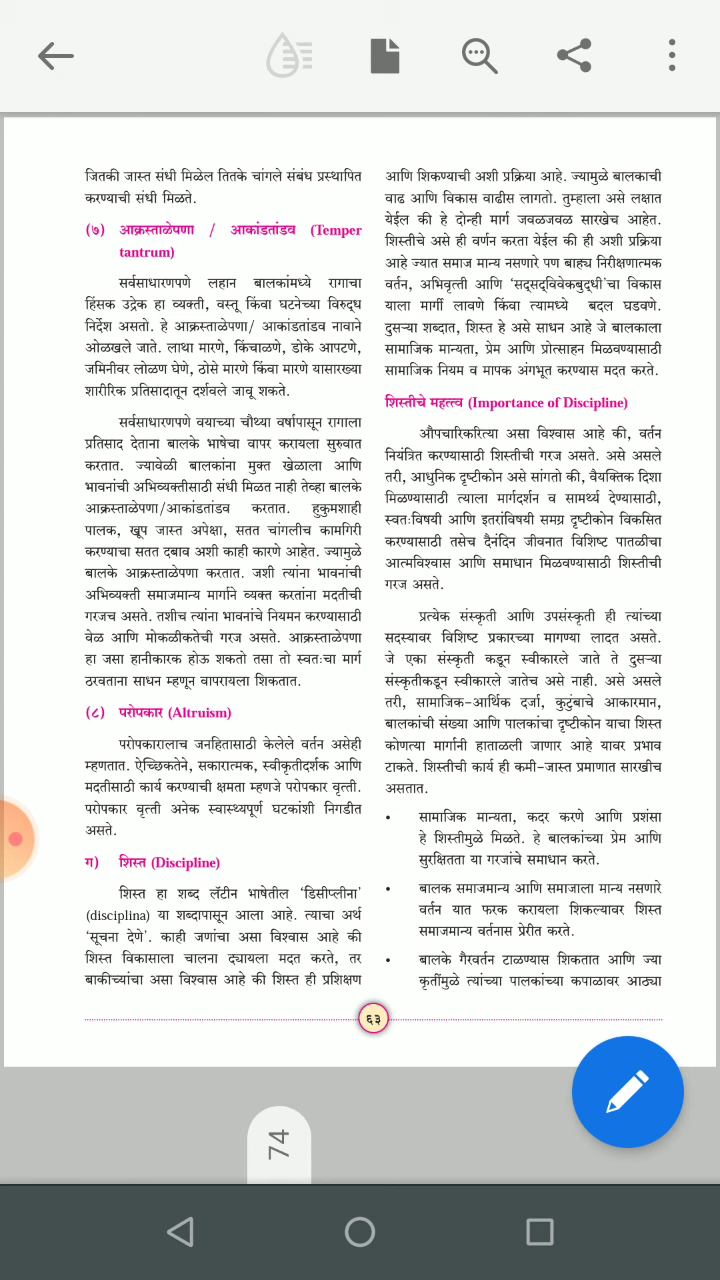 जितकी जास्त संधी मिळेल तितके चांगले संबंध प्रस्थापित
करण्याची संधी मिळते.
(७) आक्रस्ताळेपणा / आकांडतांडव (Temper
tantrum)
सर्वसाधारणपणे लहान बालकांमध्ये रागाचा
हिंसक उद्रेक हा व्यक्ती, वस्तू किंवा घटनेच्या विरुद्ध
निर्देश असतो. हे आक्रस्ताळेपणा/ आकांडतांडव नावाने
ओळखले जाते. लाथा मारणे, किंचाळणे, डोके आपटणे,
जमिनीवर लोळण घेणे, ठोसे मारणे किंवा मारणे यासारख्या
शारीरिक प्रतिसादातून दर्शवले जावू शकते.
सर्वसाधारणपणे वयाच्या चौथ्या वर्षापासून रागाला
प्रतिसाद देताना बालके भाषेचा वापर करायला सुरुवात
करतात. ज्यावेळी बालकांना मुक्त खेळाला आणि
भावनांची अभिव्यक्तीसाठी संधी मिळत नाही तेव्हा बालके
आक्रस्ताळेपणा/आकांडतांडव करतात. हुकुमशाही
पालक, खूप जास्त अपेक्षा, सतत चांगलीच कामगिरी
करण्याचा सतत दबाव अशी काही कारणे आहेत. ज्यामुळे
बालके आक्रस्ताळेपणा करतात. जशी त्यांना भावनांची
अभिव्यक्ती समाजमान्य मार्गाने व्यक्त करतांना मदतीची
गरजच असते. तशीच त्यांना भावनांचे नियमन करण्यासाठी
वेळ आणि मोकळीकतेची गरज असते. आक्रस्ताळेपणा
हा जसा हानीकारक होऊ शकतो तसा तो स्वतःचा मार्ग
ठरवताना साधन म्हणून वापरायला शिकतात.
(८) परोपकार (Altruism)
परोपकारालाच जनहितासाठी केलेले वर्तन असेही
म्हणतात. ऐच्छिकतेने, सकारात्मक, स्वीकृतीदर्शक आणि
मदतीसाठी कार्य करण्याची क्षमता म्हणजे परोपकार वृत्ती.
परोपकार वृत्ती अनेक स्वास्थ्यपूर्ण घटकांशी निगडीत
असते.
ग) शिस्त (Discipline)
शिस्त हा शब्द लॅटीन भाषेतील ‘डिसीप्लीना’
(disciplina) या शब्दापासून आला आहे. त्याचा अर्थ
‘सूचना देणे’. काही जणांचा असा विश्वास आहे की
शिस्त विकासाला चालना द्यायला मदत करते, तर
बाकीच्यांचा असा विश्वास आहे की शिस्त ही प्रशिक्षण
आणि शिकण्याची अशी प्रक्रिया आहे. ज्यामुळे बालकाची
वाढ आणि विकास वाढीस लागतो. तुम्हाला असे लक्षात
येईल की हे दोन्ही मार्ग जवळजवळ सारखेच आहेत.
शिस्तीचे असे ही वर्णन करता येईल की ही अशी प्रक्रिया
आहे ज्यात समाज मान्य नसणारे पण बाह्य निरीक्षणात्मक
वर्तन, अभिवृत्ती आणि ‘सद्सद्विवेकबुद्धी’चा विकास
याला मार्गी लावणे किंवा त्यामध्ये बदल घडवणे.
दुसऱ्या शब्दात, शिस्त हे असे साधन आहे जे बालकाला
सामाजिक मान्यता, प्रेम आणि प्रोत्साहन मिळवण्यासाठी
सामाजिक नियम व मापक अंगभूत करण्यास मदत करते.
शिस्तीचे महत्त्व (Importance of Discipline)
औपचारिकरित्या असा विश्वास आहे की, वर्तन
नियंत्रित करण्यासाठी शिस्तीची गरज असते. असे असले
तरी, आधुनिक दृष्टीकोन असे सांगतो की, वैयक्तिक दिशा
मिळण्यासाठी त्याला मार्गदर्शन व सामर्थ्य देण्यासाठी,
स्वतःविषयी आणि इतरांविषयी समग्र दृष्टीकोन विकसित
करण्यासाठी तसेच दैनंदिन जीवनात विशिष्ट पातळीचा
आत्मविश्वास आणि समाधान मिळवण्यासाठी शिस्तीची
गरज असते.
प्रत्येक संस्कृती आणि उपसंस्कृती ही त्यांच्या
सदस्यावर विशिष्ट प्रकारच्या मागण्या लादत असते.
जे एका संस्कृती कडून स्वीकारले जाते ते दुसऱ्या
संस्कृतीकडून स्वीकारले जातेच असे नाही. असे असले
तरी, सामाजिक-आर्थिक दर्जा, कुटुंबाचे आकारमान,
बालकांची संख्या आणि पालकांचा दृष्टीकोन याचा शिस्त
कोणत्या मार्गानी हाताळली जाणार आहे यावर प्रभाव
टाकते. शिस्तीची कार्य ही कमी-जास्त प्रमाणात सारखीच
असतात.
• सामाजिक मान्यता, कदर करणे आणि प्रशंसा
हे शिस्तीमुळे मिळते. हे बालकांच्या प्रेम आणि
सुरक्षितता या गरजांचे समाधान करते.
• बालक समाजमान्य आणि समाजाला मान्य नसणारे
वर्तन यात फरक करायला शिकल्यावर शिस्त
समाजमान्य वर्तनास प्रेरीत करते.
• बालके गैरवर्तन टाळण्यास शिकतात आणि ज्या
कृतींमुळे त्यांच्या पालकांच्या कपाळावर आठ्या
६३
74